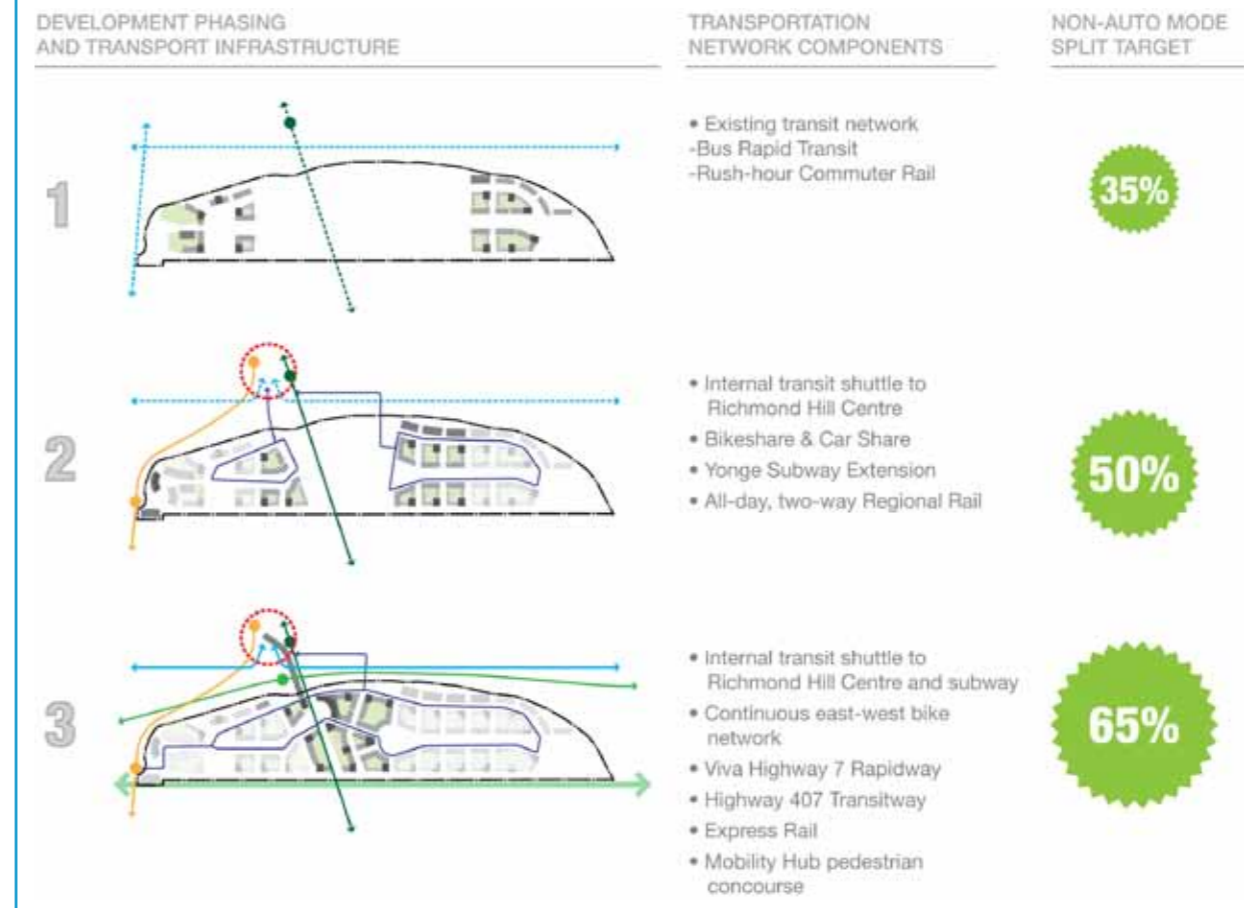 DEVELOPMENT PHASING
AND TRANSPORT INFRASTRUCTURE
TRANSPORTATION
NETWORK COMPONENTS
NON-AUTO MODE
SPLIT TARGET
1
• Existing transit network
-Bus Rapid Transit
-Rush-hour Commuter Rail
35%
2
• Internal transit shuttle to
Richmond Hill Centre
• Bikeshare & Car Share
• Yonge Subway Extension
• All-day, two-way Regional Rail
50%
3
• Internal transit shuttle to
Richmond Hill Centre and subway
• Continuous east-west bike
network
• Viva Highway 7 Rapidway
• Highway 407 Transitway
• Express Rail
• Mobility Hub pedestrian
concourse
65%